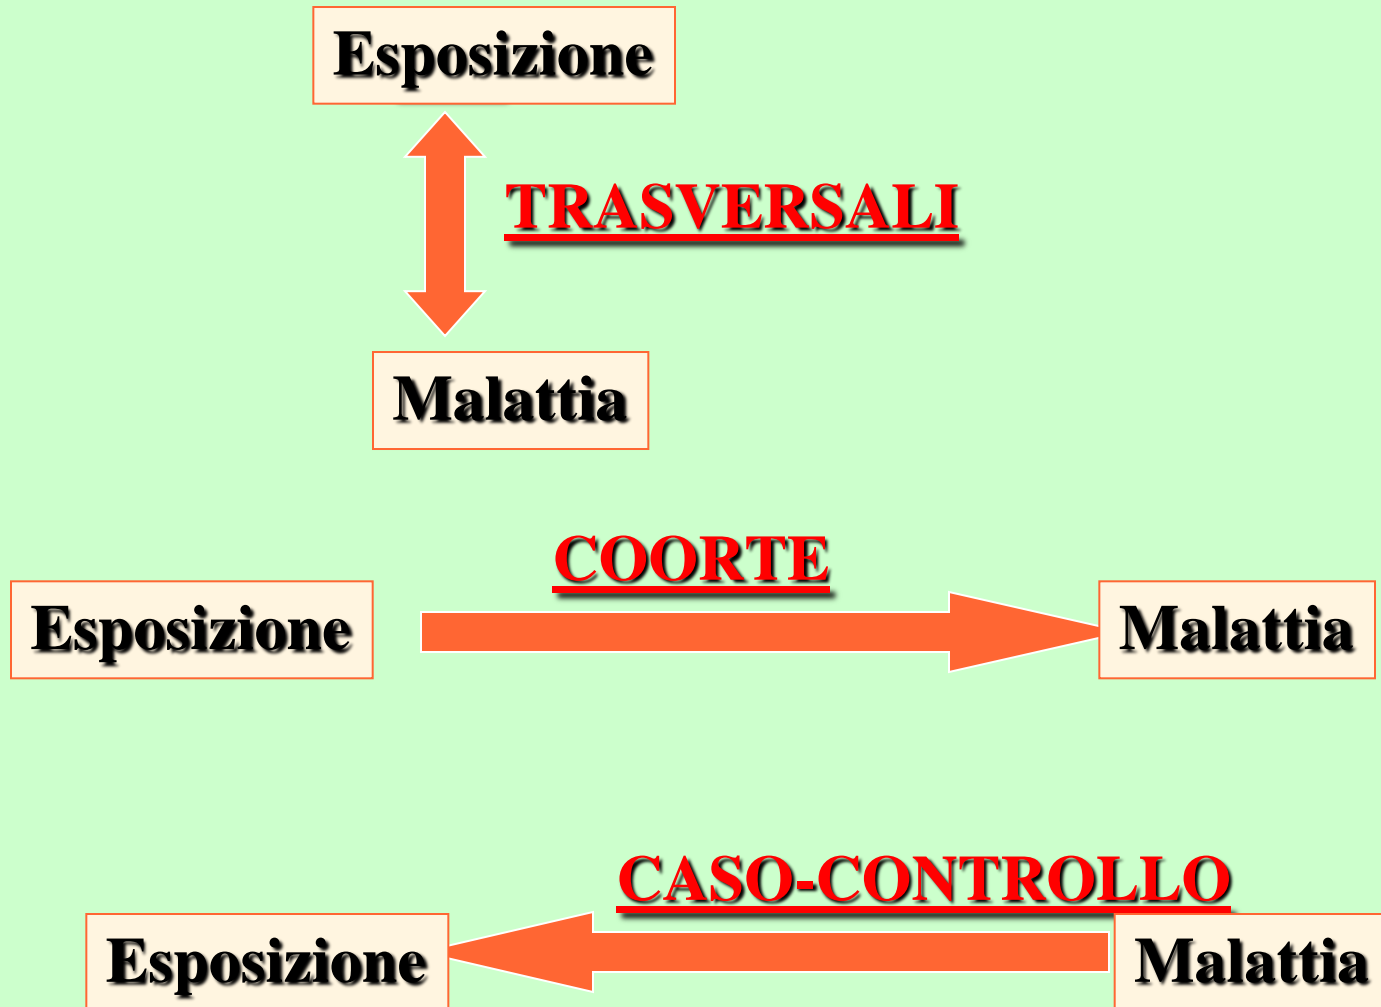 Esposizione
TRASVERSALI
Malattia
COORTE
Esposizione
Malattia
CASO-CONTROLLO
Esposizione
Malattia